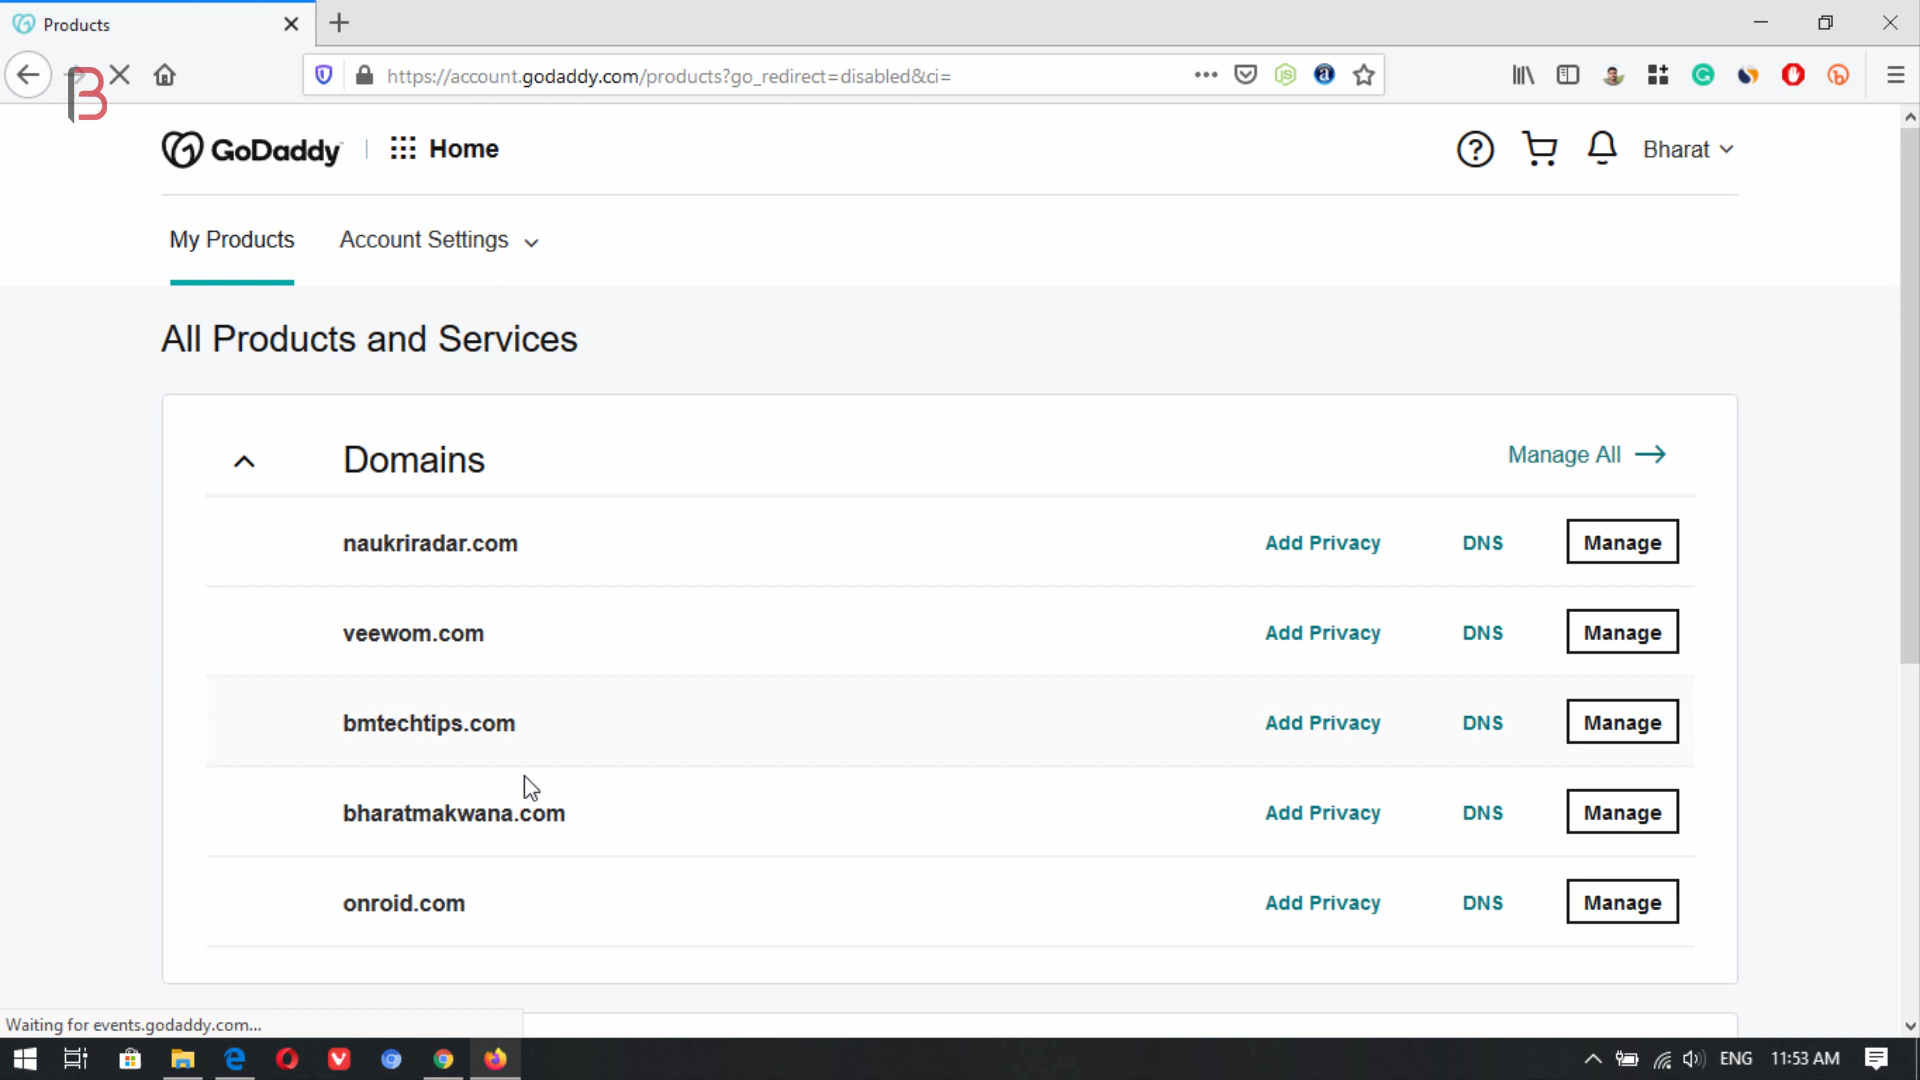 Products
https://account.godaddy.com/products?go_redirect=disabled&ci=
GoDaddy
Home
Bharat
My Products
Account Settings
All Products and Services
Domains
Manage All
naukriradar.com Add Privacy DNS Manage
veewom.com Add Privacy DNS Manage
bmtechtips.com Add Privacy DNS Manage
bharatmakwana.com Add Privacy DNS Manage
onroid.com Add Privacy DNS Manage
Waiting for events.godaddy.com...
ENG 11:53 AM